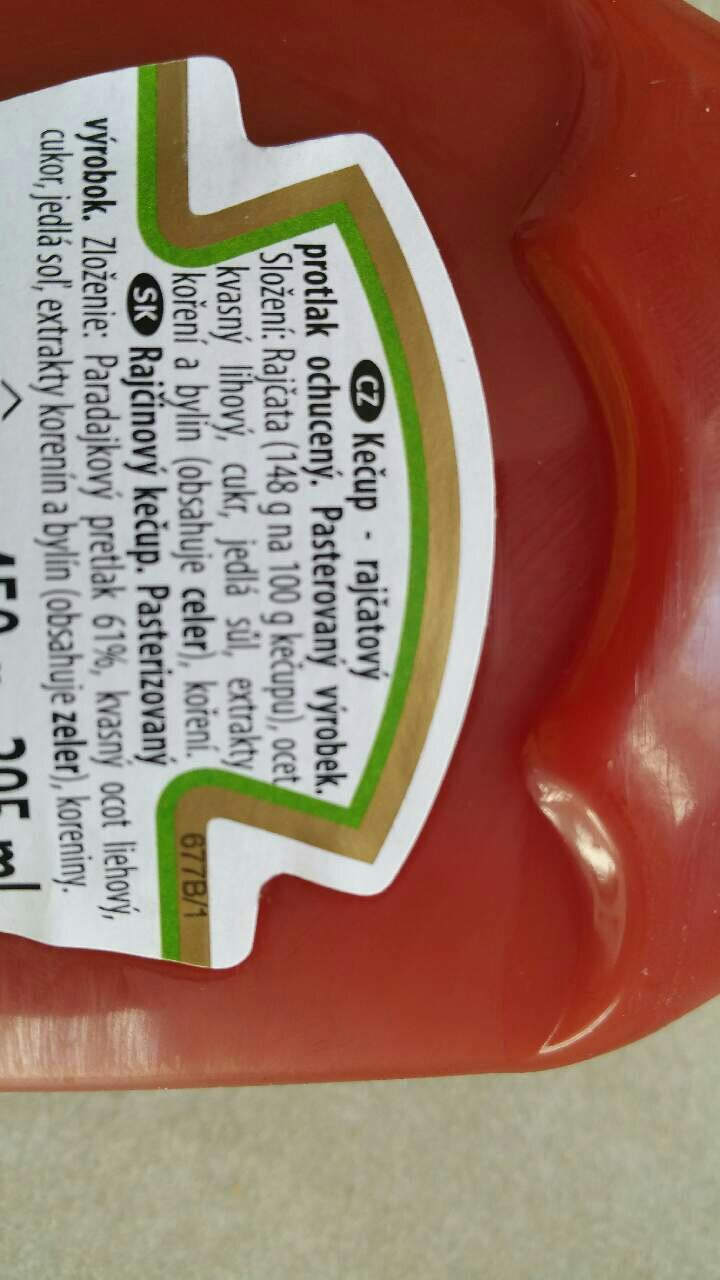 CZ Kečup - rajčatový
protlak ochucený. Pasterovaný výrobek.
Složení: Rajčata (148 g na 100 g kečupu), ocet
kvasný lihový, cukr, jedlá sůl, extrakty
koření a bylin (obsahuje celer), koření.
SK Rajčinový kečup. Pasterizovaný
výrobok. Zloženie: Paradajkový pretlak 61%, kvasný ocot liehový,
cukor, jedlá soľ, extrakty korenín a bylín (obsahuje zeler), koreniny.
677B/1
ml